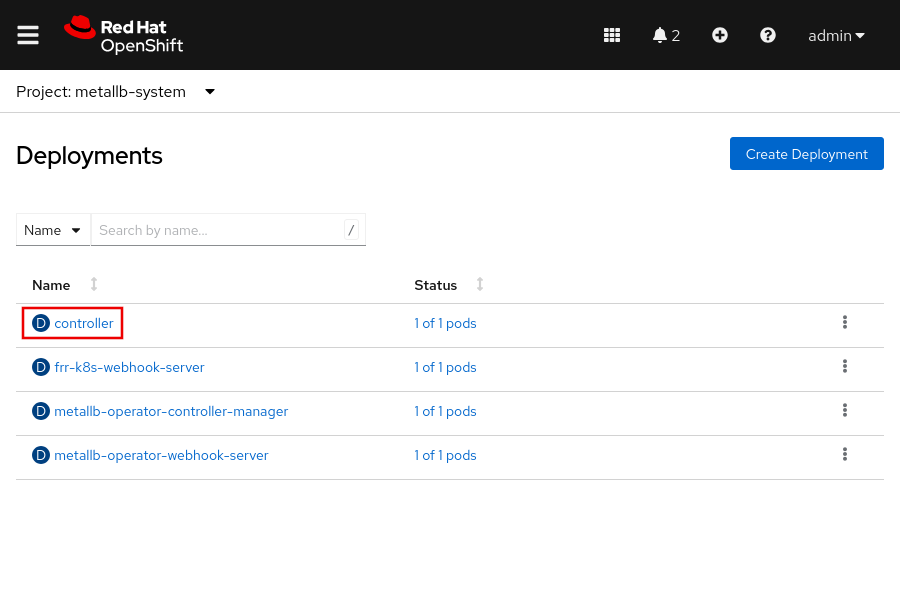 Red Hat
OpenShift
2
admin
Project: metallb-system
Deployments
Create Deployment
Name
Search by name...
/
Name
Status
D controller
1 of 1 pods
D frr-k8s-webhook-server
1 of 1 pods
D metallb-operator-controller-manager
1 of 1 pods
D metallb-operator-webhook-server
1 of 1 pods